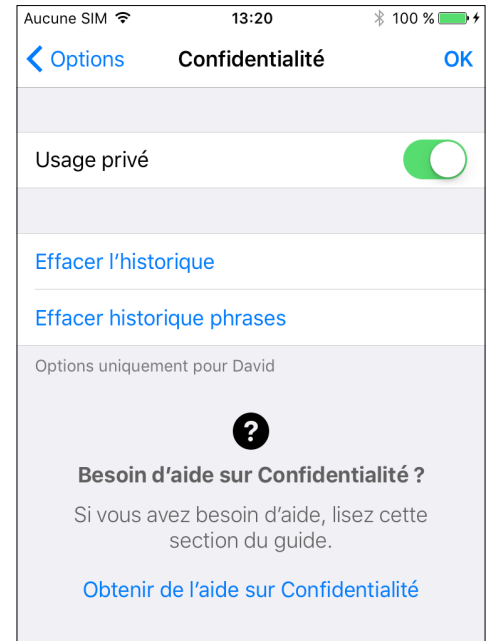 Aucune SIM 13:20 100 %
Options Confidentialité OK
Usage privé
Effacer l’historique
Effacer historique phrases
Options uniquement pour David
?
Besoin d’aide sur Confidentialité ?
Si vous avez besoin d’aide, lisez cette
section du guide.
Obtenir de l’aide sur Confidentialité